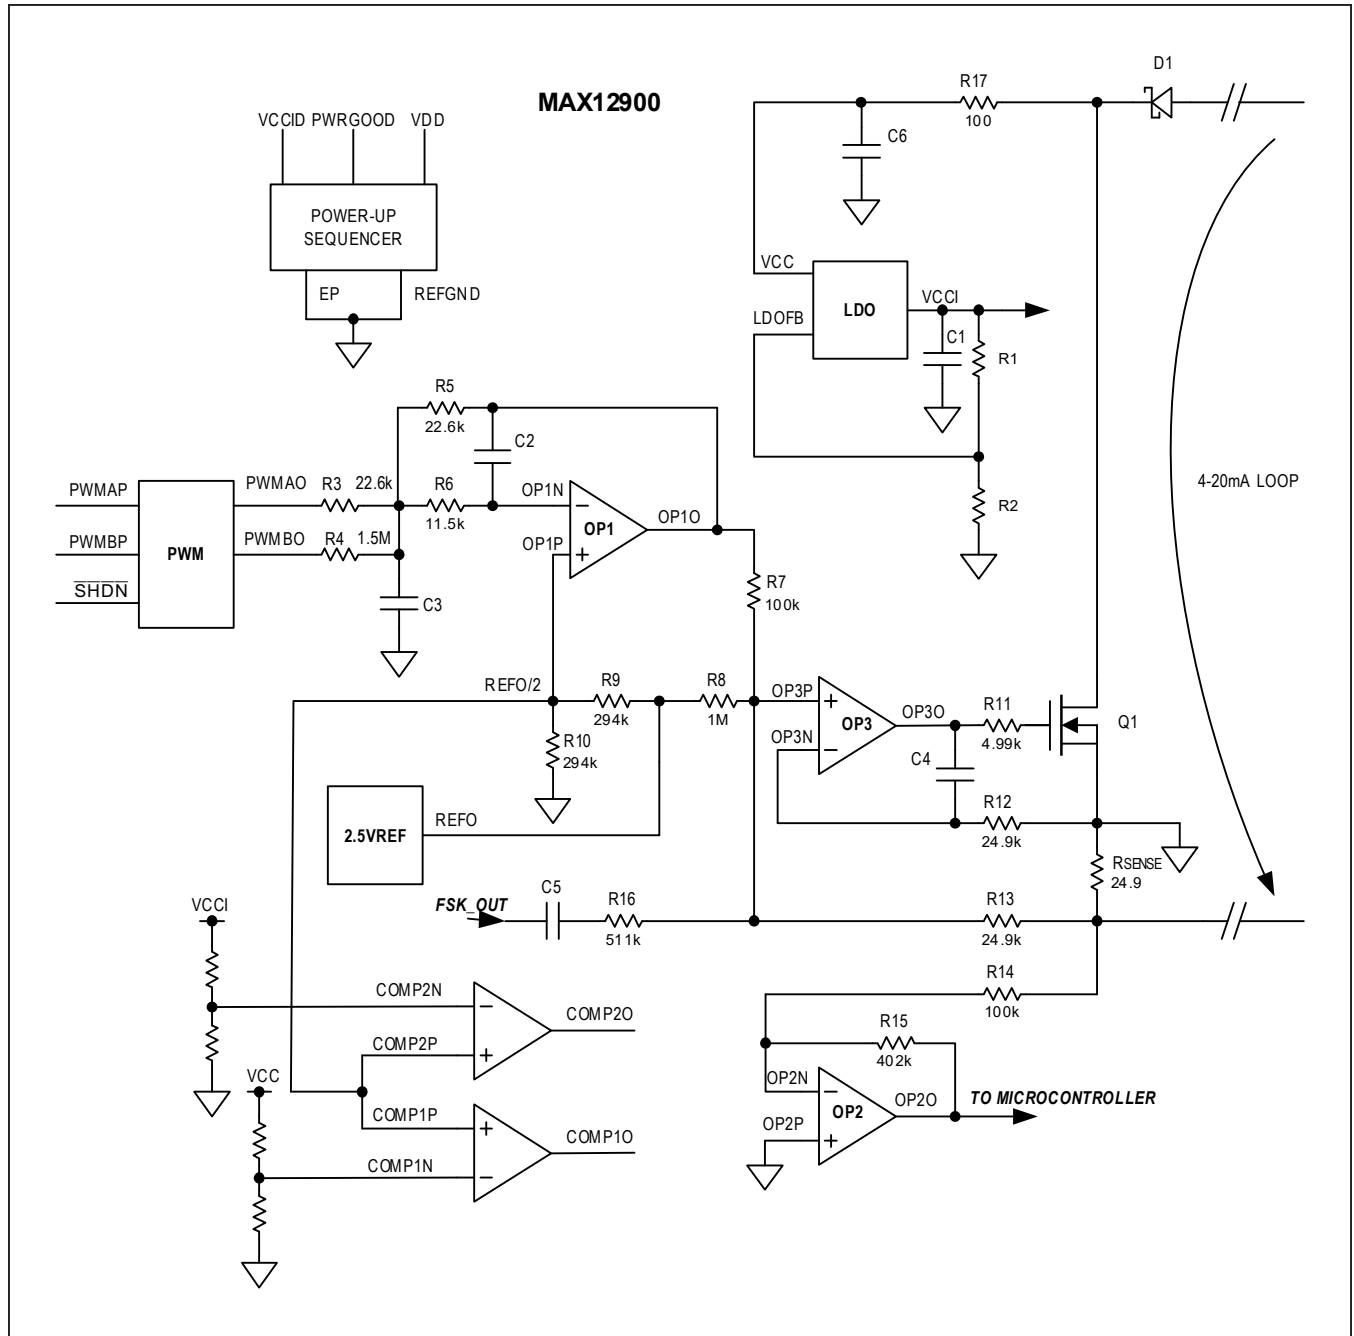 D1
MAX12900
R17
100
VCCID PWRGOOD VDD
C6
POWER-UP
SEQUENCER
VCC
EP
REFGND
LDO
VCCI
LDOFB
C1
R1
R5
22.6k
C2
4-20mA LOOP
PWMAP
PWMAO
R3
22.6k
R6
11.5k
OP1N
R2
OP1
OP1O
PWMBP
PWM
PWMBO
R4
1.5M
OP1P
SHDN
R7
100k
C3
REFO/2
R9
294k
R8
1M
OP3P
OP3
OP3O
R11
4.99k
Q1
R10
294k
OP3N
C4
2.5VREF
REFO
R12
24.9k
RSENSE
24.9
VCCI
FSK_OUT
C5
R16
511k
R13
24.9k
R14
100k
COMP2N
COMP2O
COMP2P
R15
402k
VCC
OP2N
OP2
OP2O
TO MICROCONTROLLER
COMP1P
OP2P
COMP1O
COMP1N